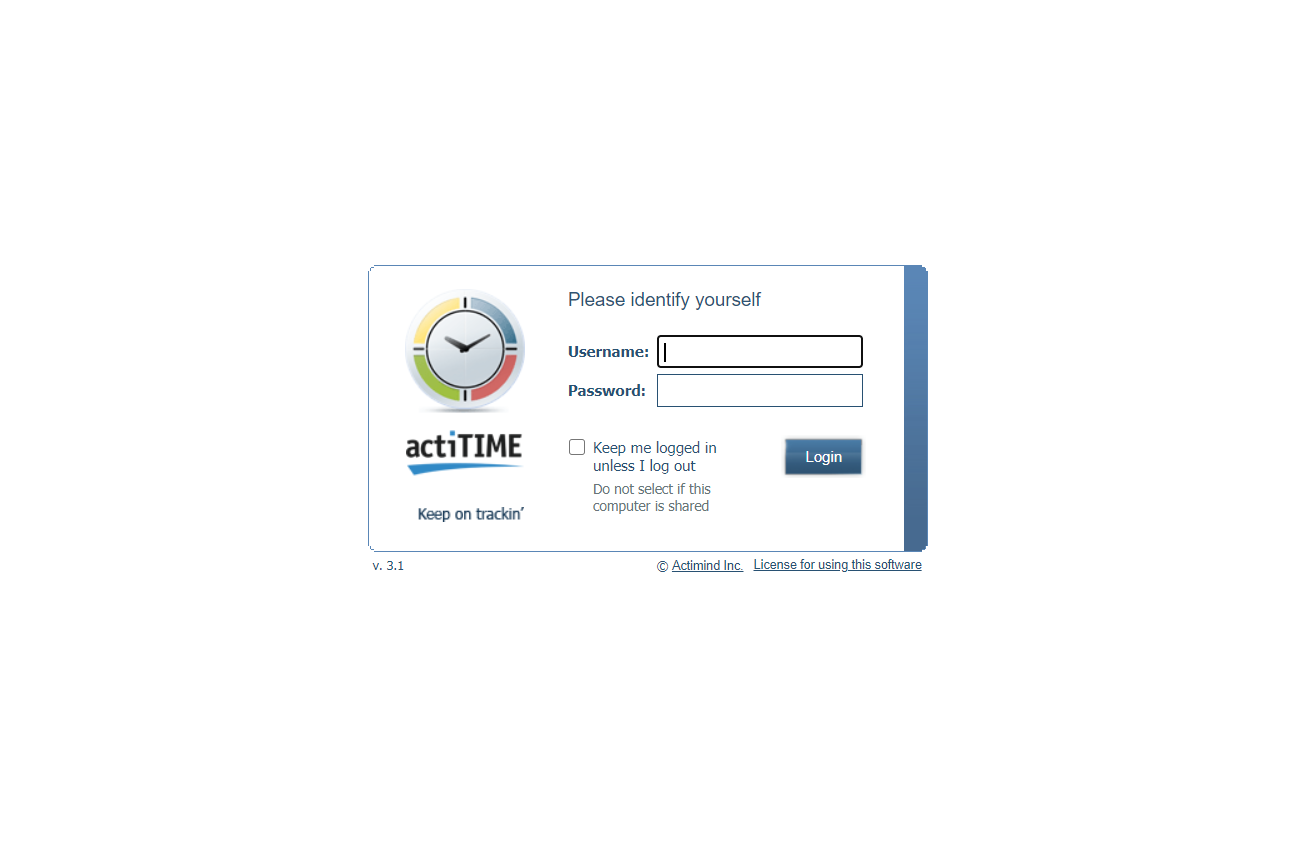 Please identify yourself
Username:
Password:
actiTIME
Keep me logged in
unless I log out
Login
Do not select if this
computer is shared
Keep on trackin’
v. 3.1
© Actimind Inc. License for using this software